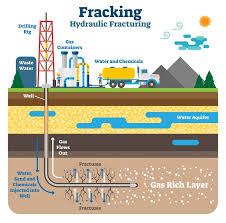 Fracking
Hydraulic Fracturing
Drilling
Rig
Gas
Containers
Waste
Water
Water and Chemicals
Well
Water Aquifer
Gas
Flows
Out
Water,
Sand and
Chemicals
Injected into
Well
Fractures
Gas Rich Layer
Fractures